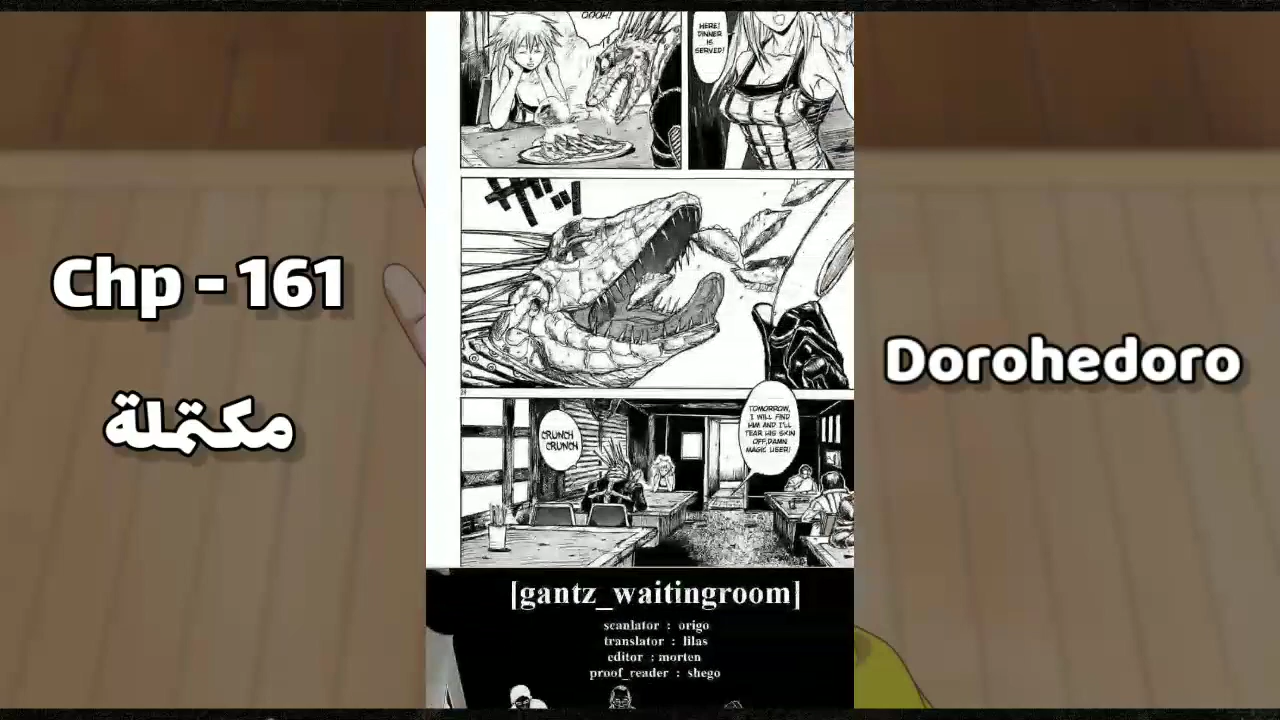 OOOH!
HERE!
DINNER
IS
SERVED!
Chp - 161
مكتملة
Dorohedoro
CRUNCH
CRUNCH
TOMORROW,
I WILL FIND
HIM AND I'LL
TEAR HIS SKIN
OFF, DAMN
MAGIC USER!
[gantz_waitingroom]
scanlator : origo
translator : lilas
editor : morten
proof_reader : shego